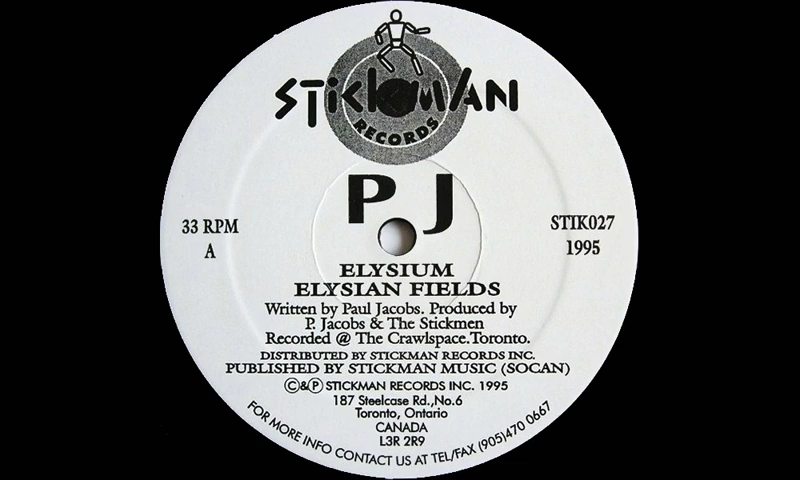 STICKMAN
RECORDS
P.J
33 RPM
A
STIK027
1995
ELYSIUM
ELYSIAN FIELDS
Written by Paul Jacobs. Produced by
P. Jacobs & The Stickmen
Recorded @ The Crawlspace.Toronto.
DISTRIBUTED BY STICKMAN RECORDS INC.
PUBLISHED BY STICKMAN MUSIC (SOCAN)
©&℗ STICKMAN RECORDS INC. 1995
187 Steelcase Rd.,No.6
Toronto, Ontario
CANADA
L3R 2R9
FOR MORE INFO CONTACT US AT TEL/FAX (905)470 0667